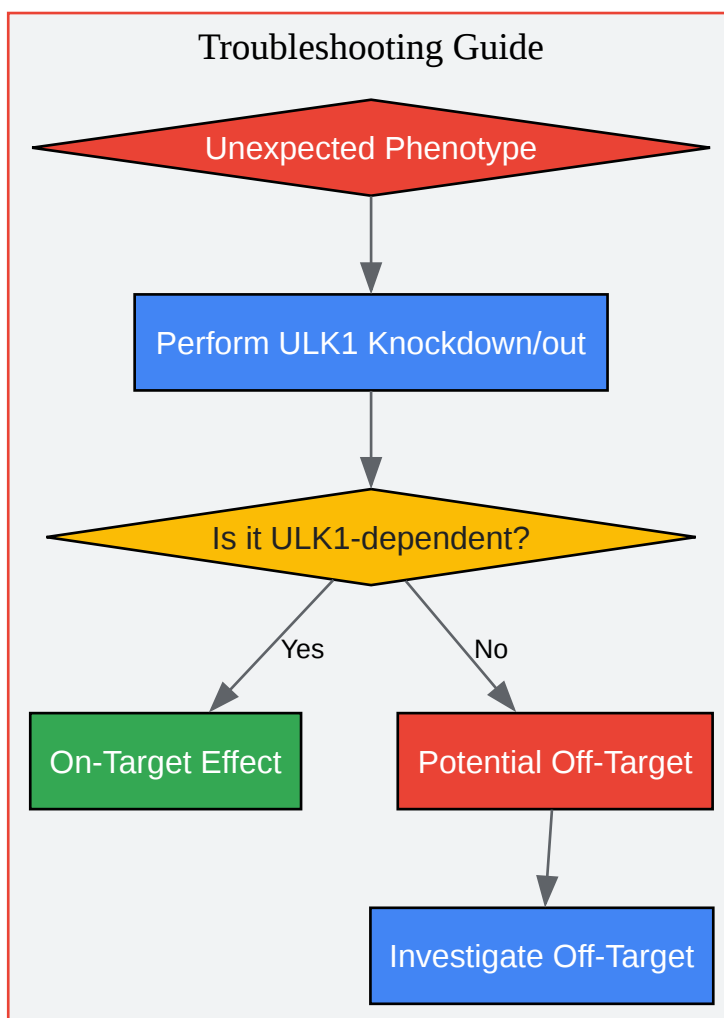 Troubleshooting Guide
Unexpected Phenotype
Perform ULK1 Knockdown/out
Is it ULK1-dependent?
Yes
No
On-Target Effect
Potential Off-Target
Investigate Off-Target